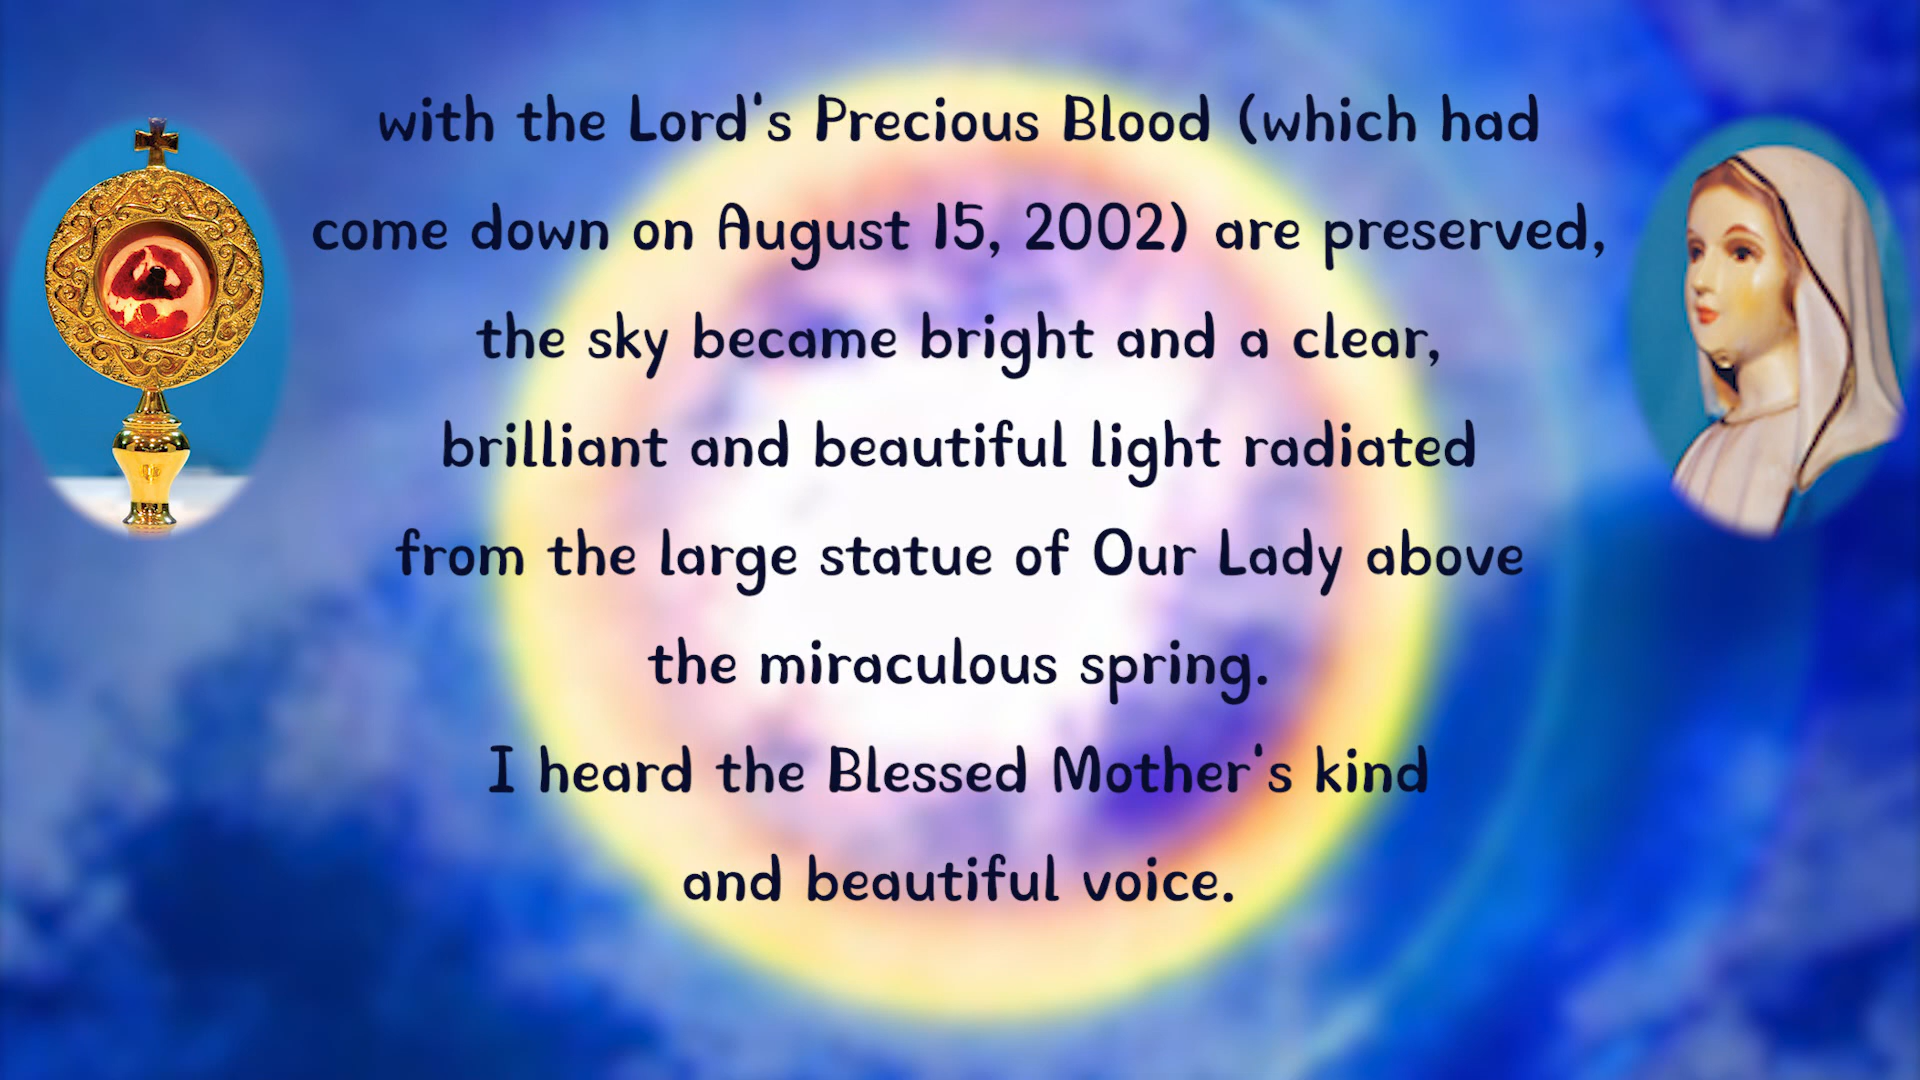 with the Lord's Precious Blood (which had
come down on August 15, 2002) are preserved,
the sky became bright and a clear,
brilliant and beautiful light radiated
from the large statue of Our Lady above
the miraculous spring.
I heard the Blessed Mother's kind
and beautiful voice.